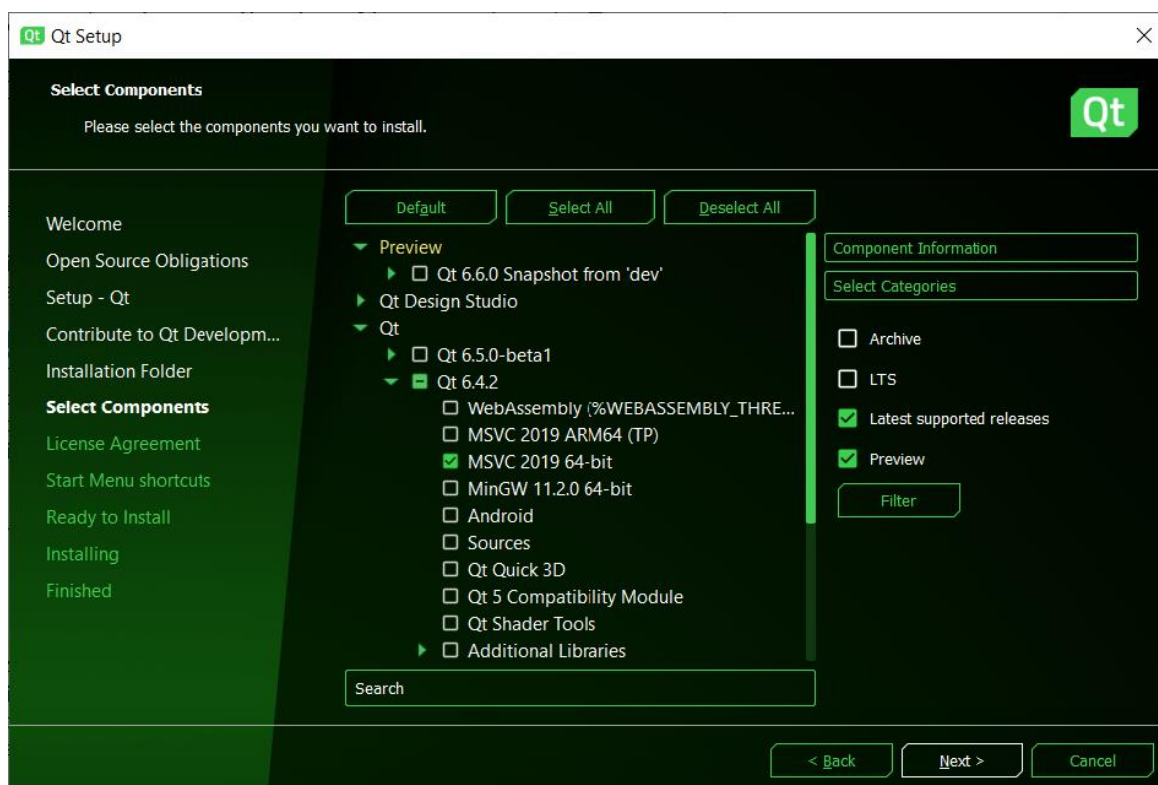 Qt Qt Setup
Select Components
Please select the components you want to install.
Qt
Welcome
Open Source Obligations
Setup - Qt
Contribute to Qt Developm...
Installation Folder
Select Components
License Agreement
Start Menu shortcuts
Ready to Install
Installing
Finished
Default
Select All
Deselect All
Preview
Qt 6.6.0 Snapshot from 'dev'
Qt Design Studio
Qt
Qt 6.5.0-beta1
Qt 6.4.2
WebAssembly (%WEBASSEMBLY_THRE...
MSVC 2019 ARM64 (TP)
MSVC 2019 64-bit
MinGW 11.2.0 64-bit
Android
Sources
Qt Quick 3D
Qt 5 Compatibility Module
Qt Shader Tools
Additional Libraries
Search
Component Information
Select Categories
Archive
LTS
Latest supported releases
Preview
Filter
< Back
Next >
Cancel